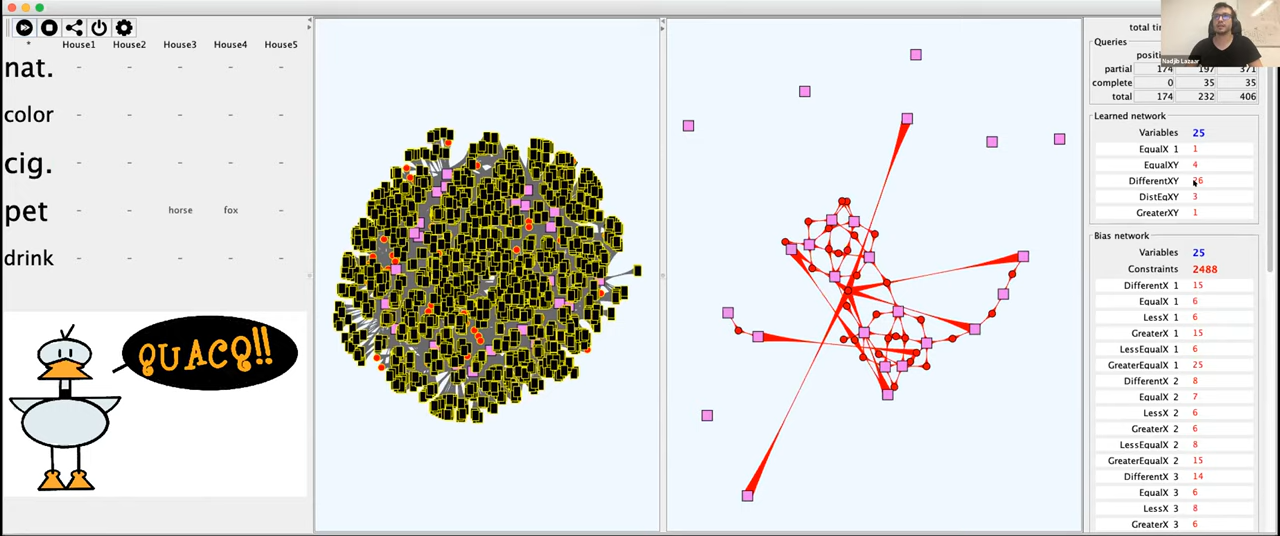 * House1 House2 House3 House4 House5
nat. - - - - -
color - - - - -
cig. - - - - -
pet - - horse fox -
drink - - - - -
QUACQ!!
Nadjib Lazaar
Queries
partial 174 197 371
complete 0 35 35
total 174 232 406
Learned network
Variables 25
EqualX 1 1
EqualXY 4
DifferentXY 26
DistEqXY 3
GreaterXY 1
Bias network
Variables 25
Constraints 2488
DifferentX 1 15
EqualX 1 6
LessX 1 6
GreaterX 1 15
LessEqualX 1 6
GreaterEqualX 1 25
DifferentX 2 8
EqualX 2 7
LessX 2 6
GreaterX 2 6
LessEqualX 2 8
GreaterEqualX 2 15
DifferentX 3 14
EqualX 3 6
LessX 3 8
GreaterX 3 6